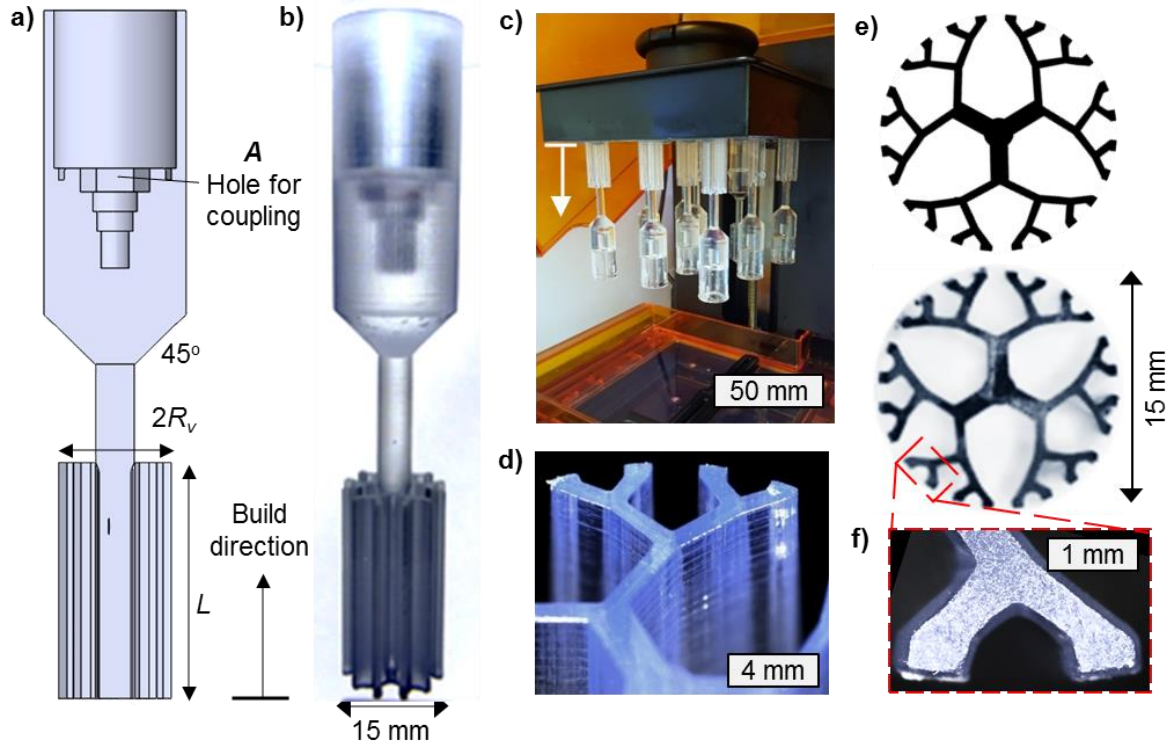 a)
A
Hole for
coupling
45º
2Rᵥ
L
Build
direction
b)
15 mm
c)
50 mm
d)
4 mm
e)
15 mm
f)
1 mm